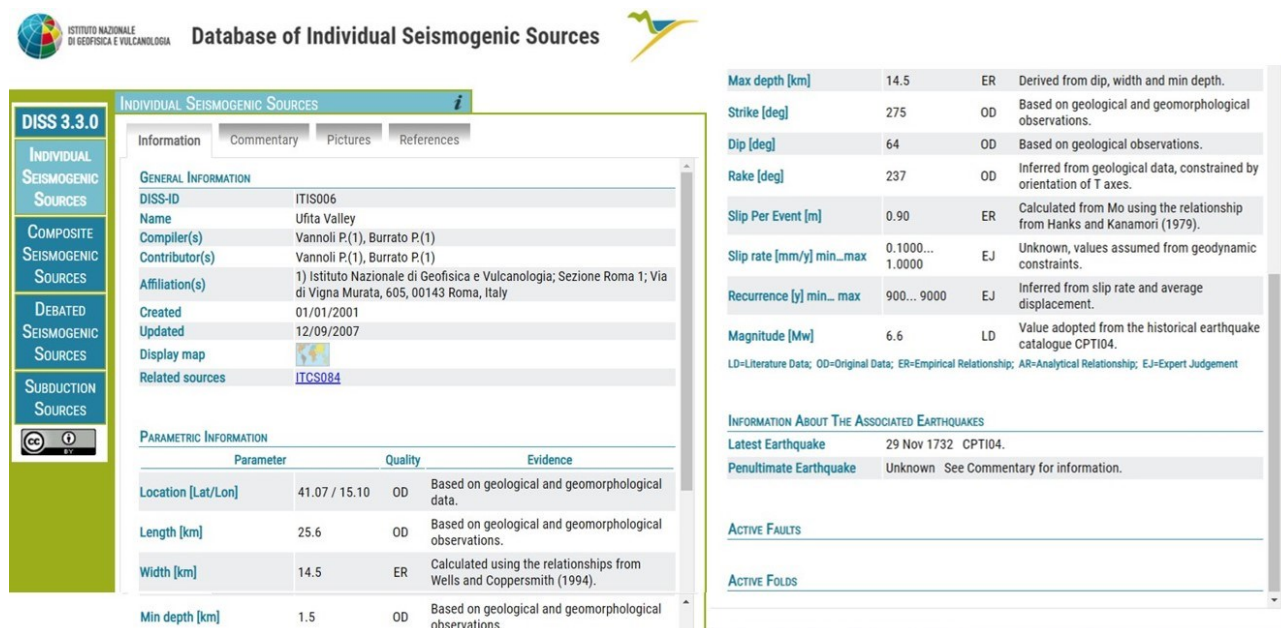 ISTITUTO NAZIONALE
DI GEOFISICA E VULCANOLOGIA
Database of Individual Seismogenic Sources
DISS 3.3.0
INDIVIDUAL
SEISMOGENIC
SOURCES
COMPOSITE
SEISMOGENIC
SOURCES
DEBATED
SEISMOGENIC
SOURCES
SUBDUCTION
SOURCES
cc BY
INDIVIDUAL SEISMOGENIC SOURCES i
Information Commentary Pictures References
GENERAL INFORMATION
DISS-ID ITIS006
Name Ufita Valley
Compiler(s) Vannoli P.(1), Burrato P.(1)
Contributor(s) Vannoli P.(1), Burrato P.(1)
Affiliation(s) 1) Istituto Nazionale di Geofisica e Vulcanologia; Sezione Roma 1; Via
di Vigna Murata, 605, 00143 Roma, Italy
Created 01/01/2001
Updated 12/09/2007
Display map
Related sources ITCS084
PARAMETRIC INFORMATION
Parameter Quality Evidence
Location [Lat/Lon] 41.07 / 15.10 OD Based on geological and geomorphological
data.
Length [km] 25.6 OD Based on geological and geomorphological
observations.
Width [km] 14.5 ER Calculated using the relationships from
Wells and Coppersmith (1994).
Min depth [km] 1.5 OD Based on geological and geomorphological
observations.
Max depth [km] 14.5 ER Derived from dip, width and min depth.
Strike [deg] 275 OD Based on geological and geomorphological
observations.
Dip [deg] 64 OD Based on geological observations.
Rake [deg] 237 OD Inferred from geological data, constrained by
orientation of T axes.
Slip Per Event [m] 0.90 ER Calculated from Mo using the relationship
from Hanks and Kanamori (1979).
Slip rate [mm/y] min...max 0.1000...
1.0000 EJ Unknown, values assumed from geodynamic
constraints.
Recurrence [y] min... max 900... 9000 EJ Inferred from slip rate and average
displacement.
Magnitude [Mw] 6.6 LD Value adopted from the historical earthquake
catalogue CPTI04.
LD=Literature Data; OD=Original Data; ER=Empirical Relationship; AR=Analytical Relationship; EJ=Expert Judgement
INFORMATION ABOUT THE ASSOCIATED EARTHQUAKES
Latest Earthquake 29 Nov 1732 CPTI04.
Penultimate Earthquake Unknown See Commentary for information.
ACTIVE FAULTS
ACTIVE FOLDS